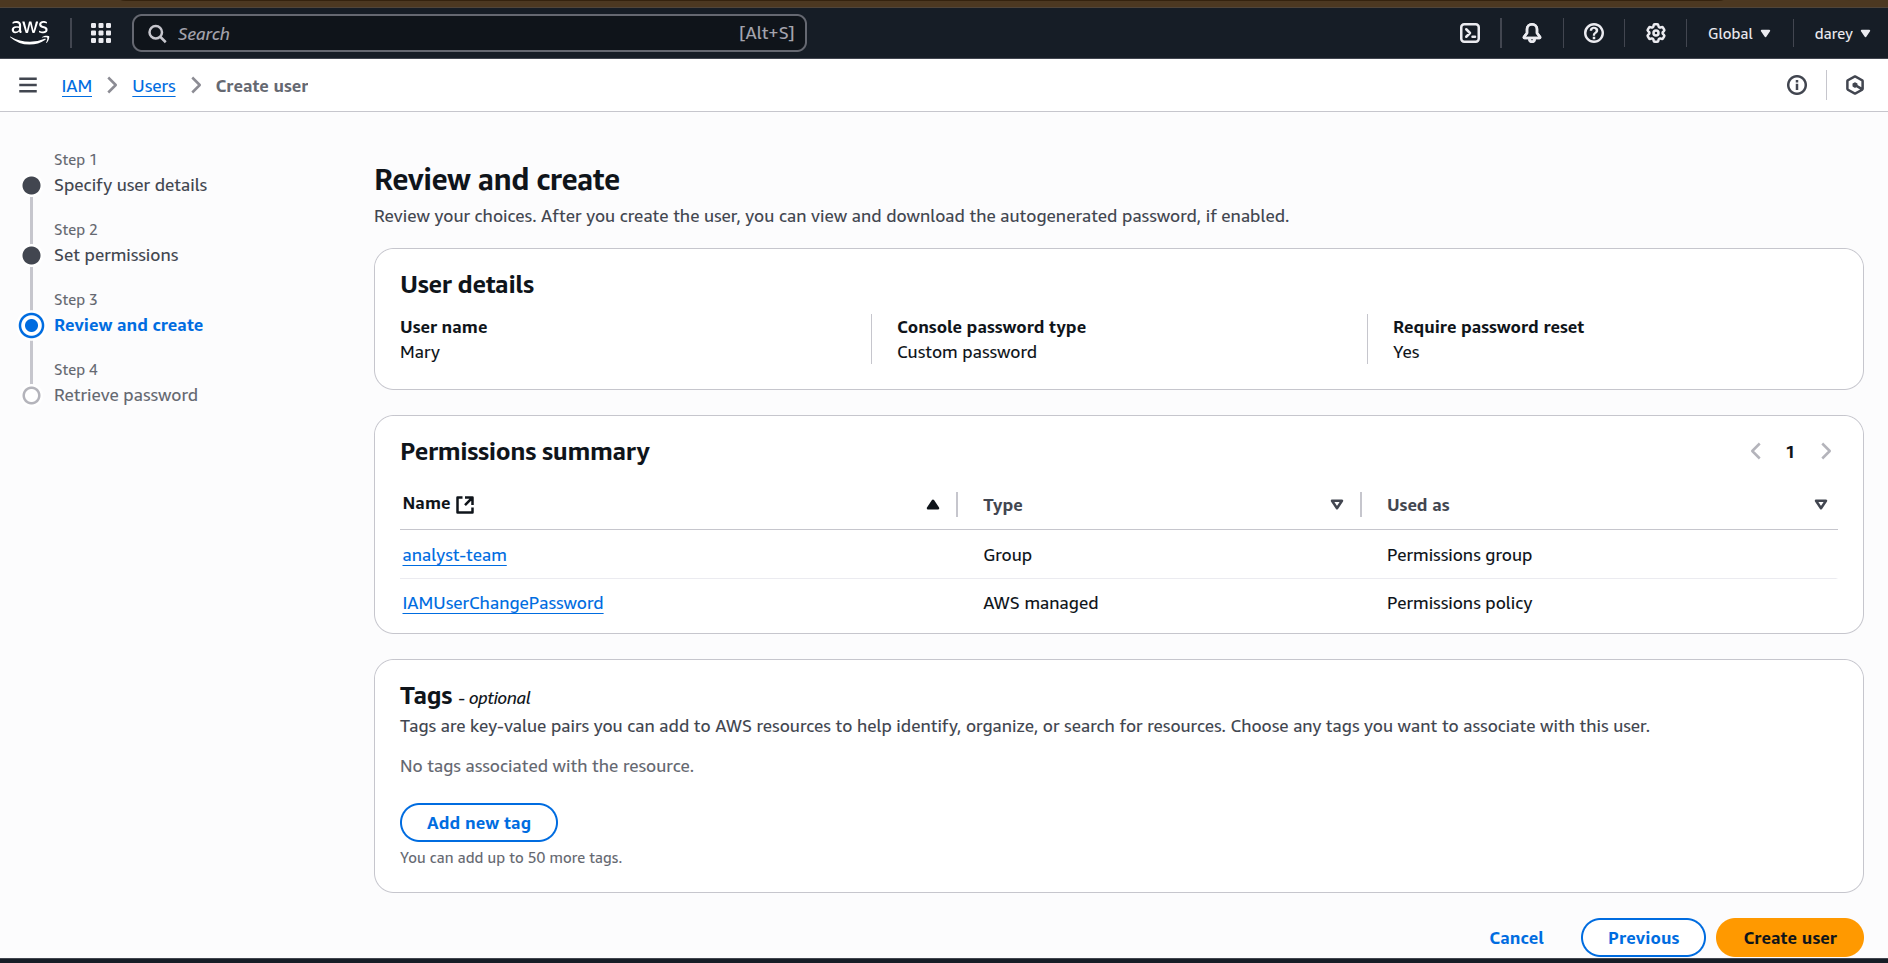 aws
Search
[Alt+S]
Global
darey
IAM
Users
Create user
Step 1
Specify user details
Step 2
Set permissions
Step 3
Review and create
Step 4
Retrieve password
Review and create
Review your choices. After you create the user, you can view and download the autogenerated password, if enabled.
User details
User name
Mary
Console password type
Custom password
Require password reset
Yes
Permissions summary
1
Name
Type
Used as
analyst-team
Group
Permissions group
IAMUserChangePassword
AWS managed
Permissions policy
Tags - optional
Tags are key-value pairs you can add to AWS resources to help identify, organize, or search for resources. Choose any tags you want to associate with this user.
No tags associated with the resource.
Add new tag
You can add up to 50 more tags.
Cancel
Previous
Create user